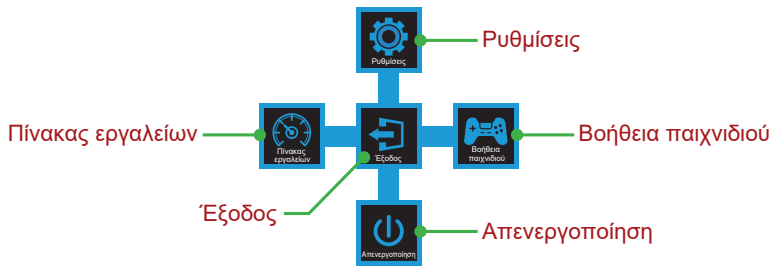 Ρυθμίσεις
Ρυθμίσεις
Πίνακας εργαλείων
Πίνακας
εργαλείων
Έξοδος
Βοήθεια
παιχνιδιού
Βοήθεια παιχνιδιού
Έξοδος
Απενεργοποίηση
Απενεργοποίηση